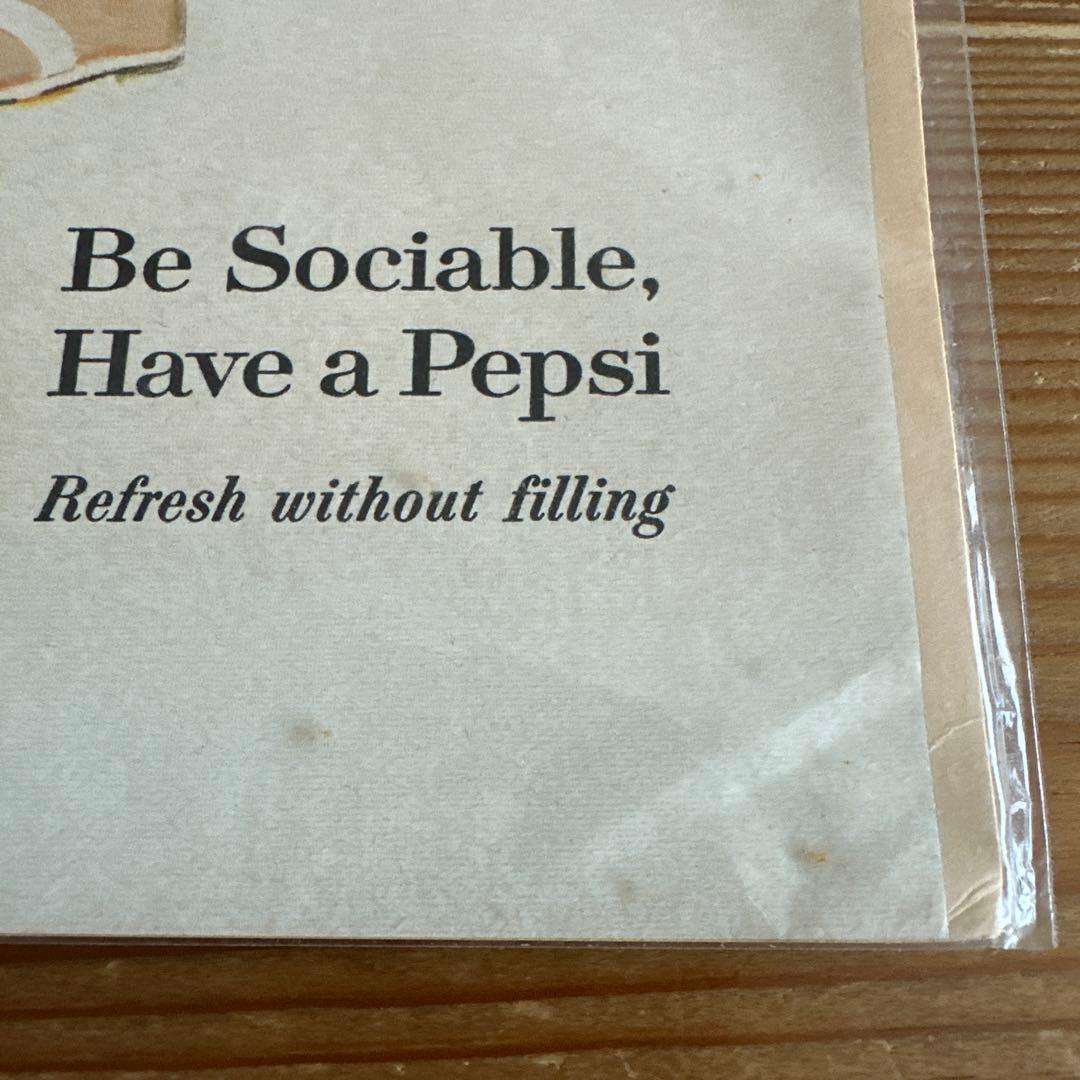 Be Sociable,
Have a Pepsi
Refresh without filling